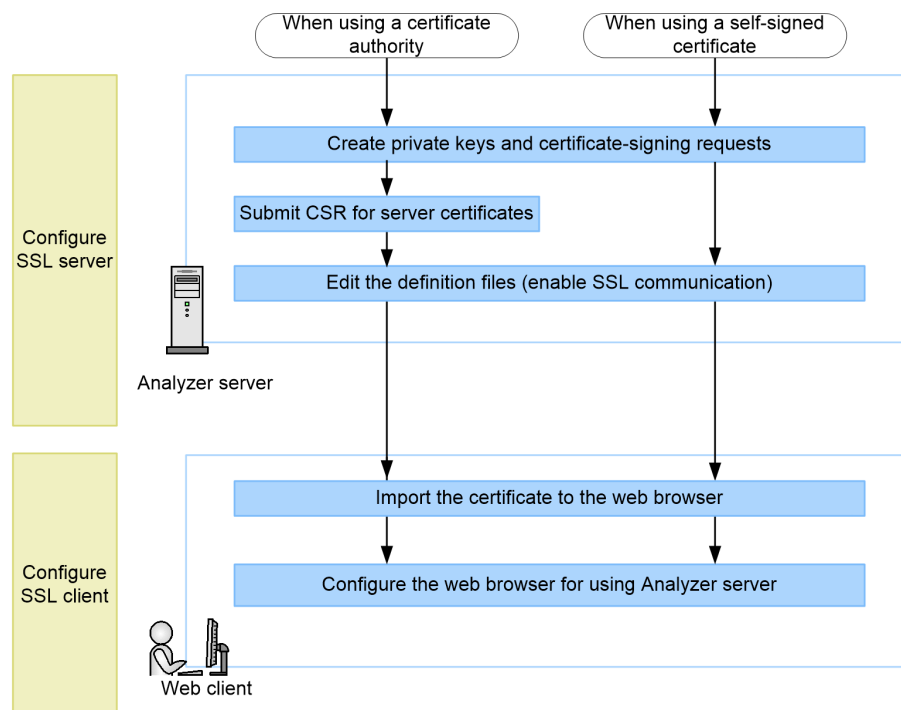 When using a certificate
authority
When using a self-signed
certificate
Configure
SSL server
Create private keys and certificate-signing requests
Submit CSR for server certificates
Edit the definition files (enable SSL communication)
Analyzer server
Configure
SSL client
Import the certificate to the web browser
Configure the web browser for using Analyzer server
Web client